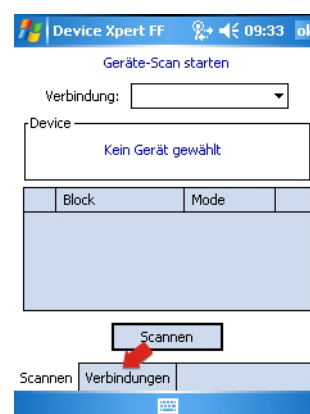 Device Xpert FF 09:33 ok
Geräte-Scan starten
Verbindung:
Device
Kein Gerät gewählt
Block Mode
Scannen
Scannen Verbindungen